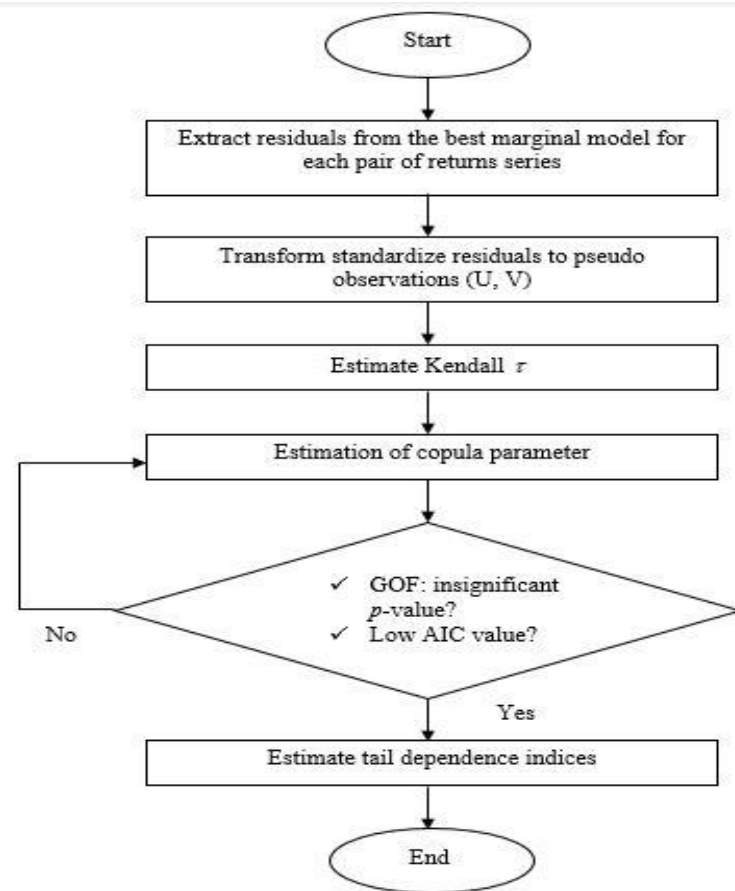 Start
Extract residuals from the best marginal model for
each pair of returns series
Transform standardize residuals to pseudo
observations (U, V)
Estimate Kendall τ
Estimation of copula parameter
✓ GOF: insignificant
p-value?
✓ Low AIC value?
No
Yes
Estimate tail dependence indices
End